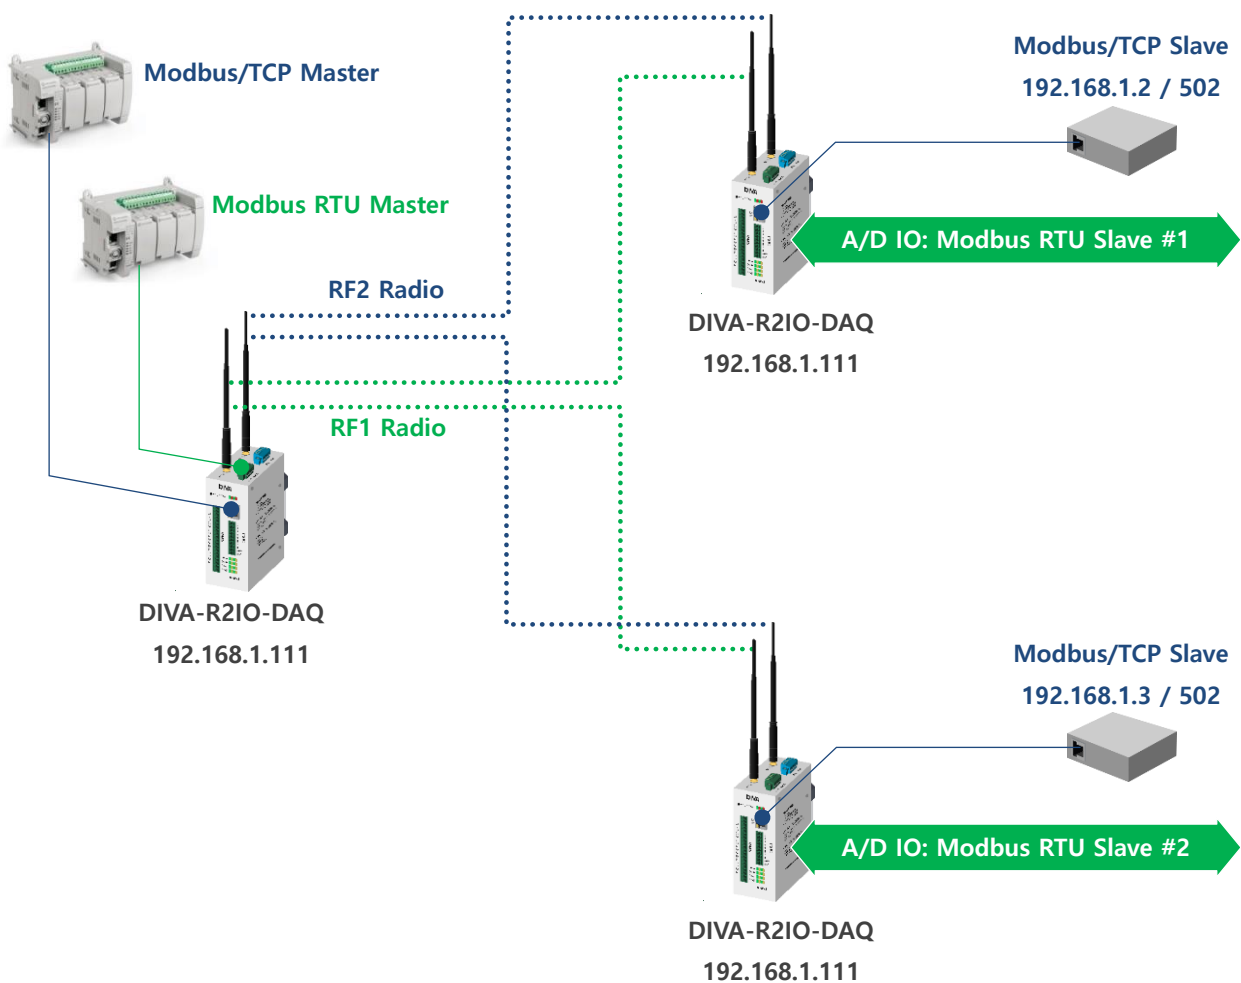 Modbus/TCP Master
Modbus RTU Master
RF2 Radio
RF1 Radio
DIVA
DIVA-R2IO-DAQ
192.168.1.111
Modbus/TCP Slave
192.168.1.2 / 502
DIVA
A/D IO: Modbus RTU Slave #1
DIVA-R2IO-DAQ
192.168.1.111
Modbus/TCP Slave
192.168.1.3 / 502
DIVA
A/D IO: Modbus RTU Slave #2
DIVA-R2IO-DAQ
192.168.1.111